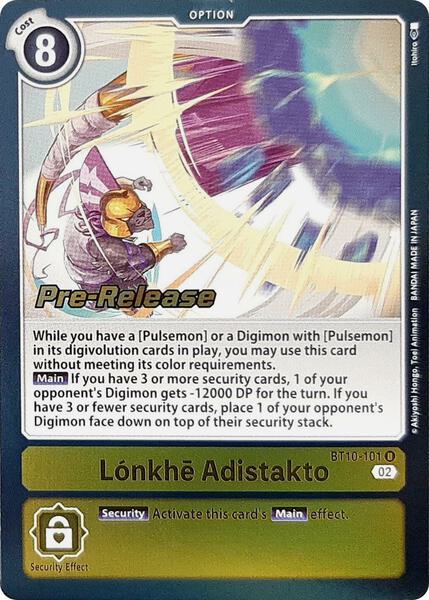 OPTION
Cost
8
Itohiro
Pre-Release
© Akiyoshi Hongo, Toei Animation BANDAI MADE IN JAPAN
While you have a [Pulsemon] or a Digimon with [Pulsemon]
in its digivolution cards in play, you may use this card
without meeting its color requirements.
Main If you have 3 or more security cards, 1 of your
opponent's Digimon gets -12000 DP for the turn. If you
have 3 or fewer security cards, place 1 of your opponent's
Digimon face down on top of their security stack.
BT10-101 R
Lónkhē Adistakto
02
Security Activate this card's Main effect.
Security Effect